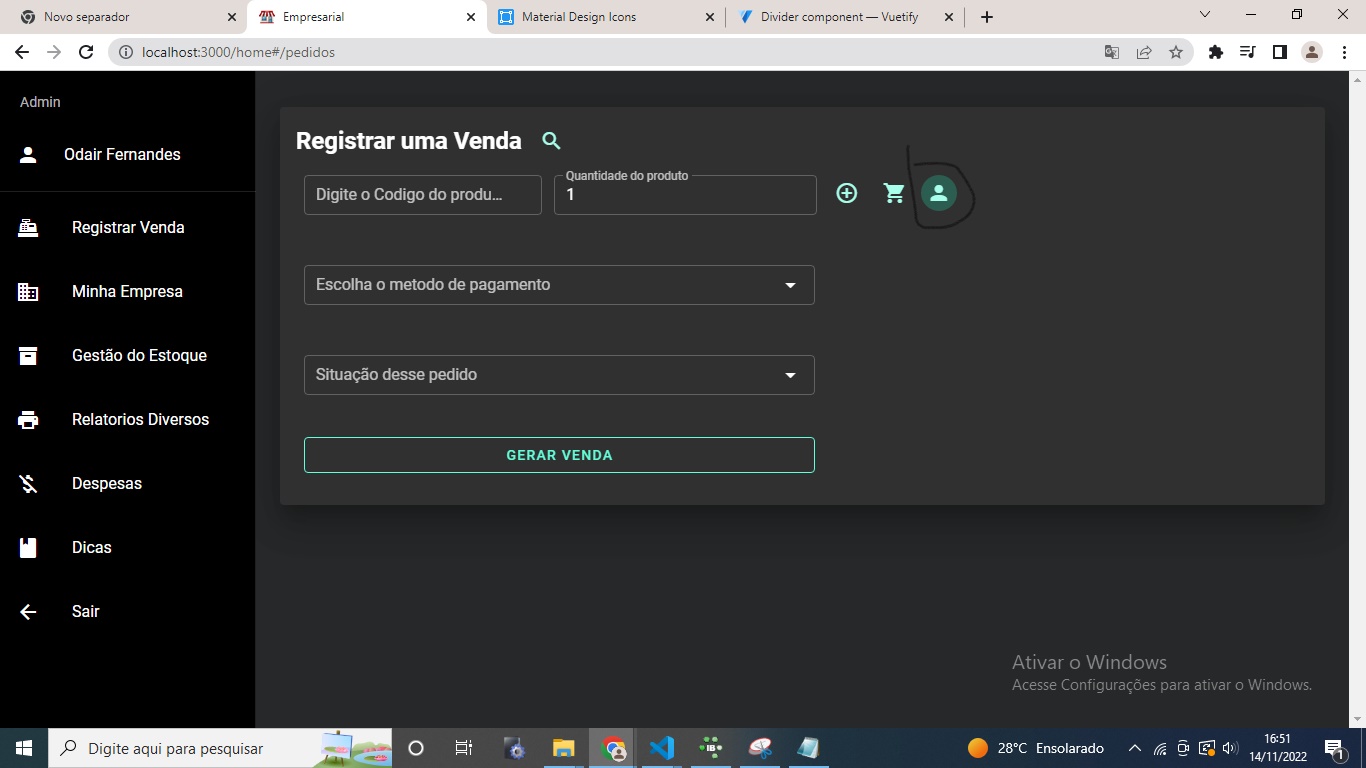 Novo separador
Empresarial
Material Design Icons
Divider component — Vuetify
localhost:3000/home#/pedidos
Admin
Odair Fernandes
Registrar Venda
Minha Empresa
Gestão do Estoque
Relatorios Diversos
Despesas
Dicas
Sair
Registrar uma Venda
Digite o Codigo do produ...
Quantidade do produto
1
Escolha o metodo de pagamento
Situação desse pedido
GERAR VENDA
Ativar o Windows
Acesse Configurações para ativar o Windows.
Digite aqui para pesquisar
IB+
28°C Ensolarado
16:51
14/11/2022
1